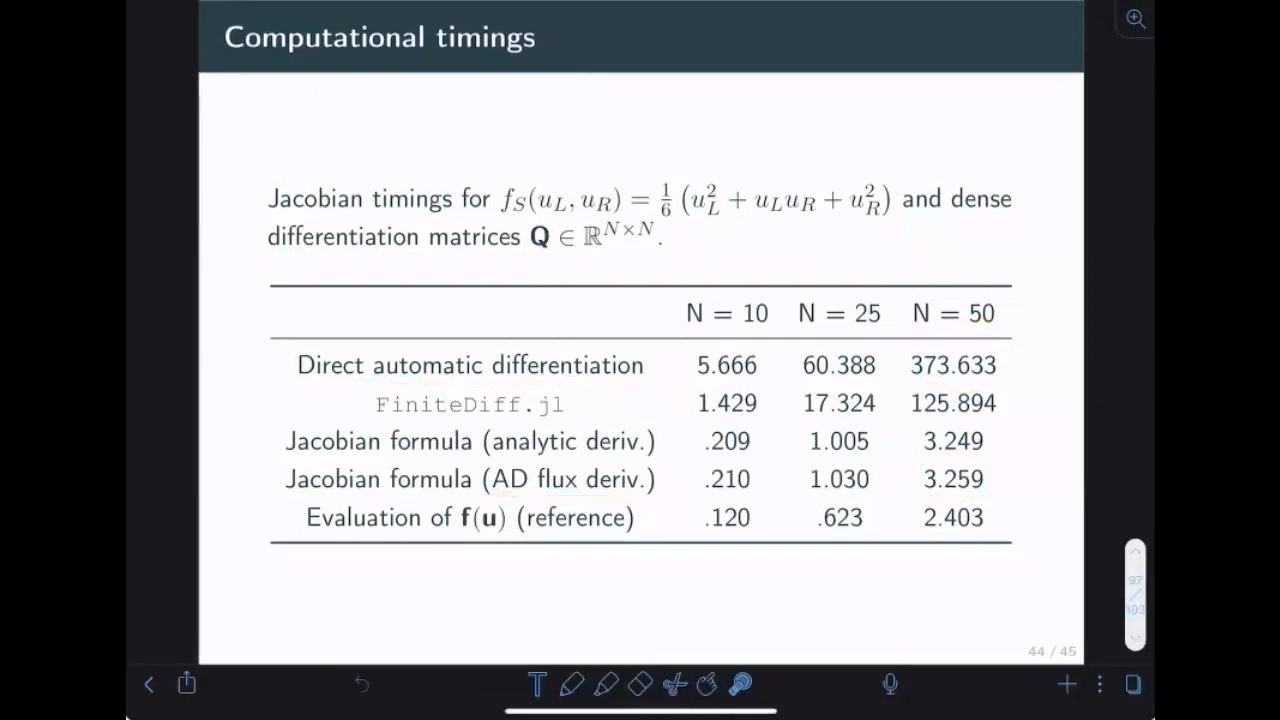 Computational timings
Jacobian timings for f_S(u_L, u_R) = 1/6 (u_L^2 + u_L u_R + u_R^2) and dense
differentiation matrices Q ∈ ℝ^{N×N}.
N = 10 N = 25 N = 50
Direct automatic differentiation 5.666 60.388 373.633
FiniteDiff.jl 1.429 17.324 125.894
Jacobian formula (analytic deriv.) .209 1.005 3.249
Jacobian formula (AD flux deriv.) .210 1.030 3.259
Evaluation of f(u) (reference) .120 .623 2.403
97
/
103
44 / 45